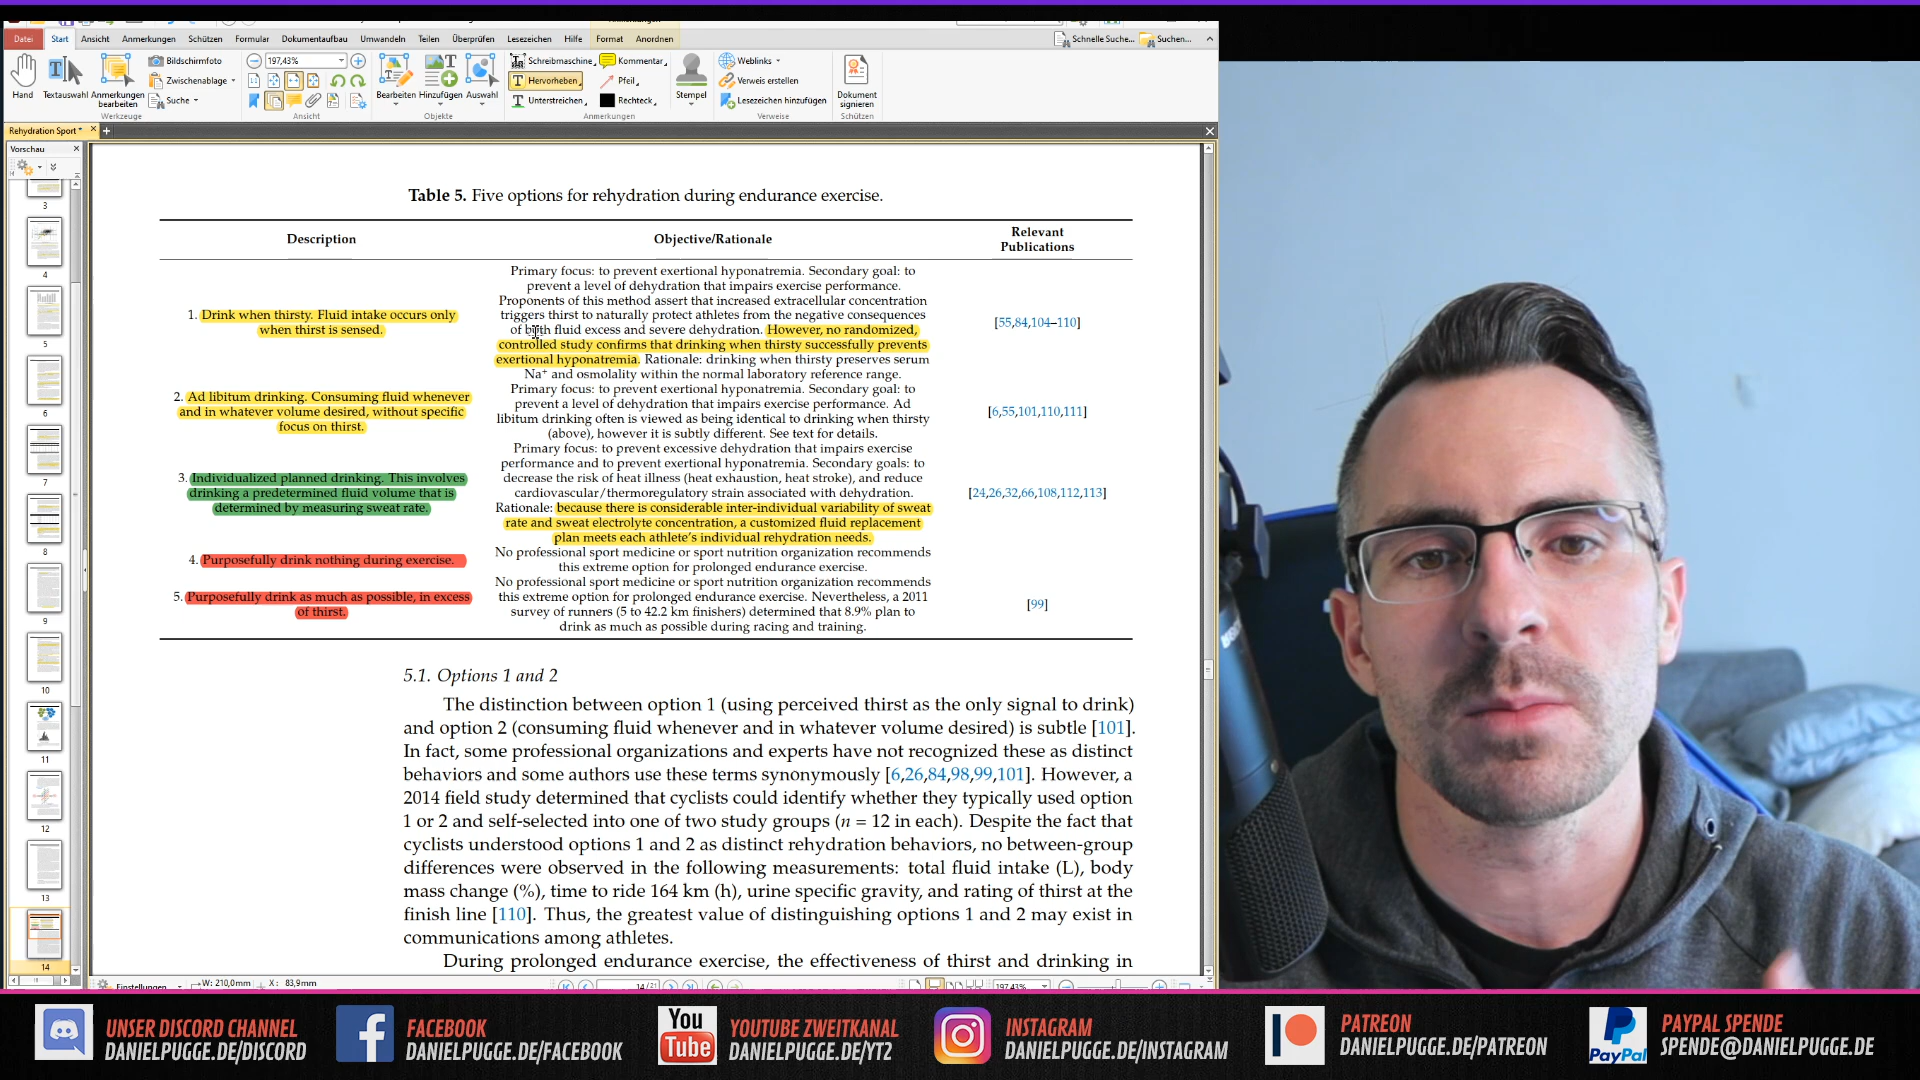 Datei Start Ansicht Anmerkungen Schützen Formular Dokumentaufbau Umwandeln Teilen Überprüfen Lesezeichen Hilfe Format Anordnen Schnelle Suche... Suchen...
Hand
Textauswahl
Anmerkungen bearbeiten
Bildschirmfoto
Zwischenablage
Suche
Werkzeuge
197,43%
Ansicht
Bearbeiten Hinzufügen Auswahl
Objekte
Schreibmaschine
Hervorheben
Unterstreichen
Kommentar
Pfeil
Rechteck
Stempel
Anmerkungen
Weblinks
Verweis erstellen
Lesezeichen hinzufügen
Verweise
Dokument signieren
Schützen
Rehydration Sport *
Vorschau
3
4
5
6
7
8
9
10
11
12
13
14
Table 5. Five options for rehydration during endurance exercise.
Description
Objective/Rationale
Relevant
Publications
1. Drink when thirsty. Fluid intake occurs only
when thirst is sensed.
Primary focus: to prevent exertional hyponatremia. Secondary goal: to
prevent a level of dehydration that impairs exercise performance.
Proponents of this method assert that increased extracellular concentration
triggers thirst to naturally protect athletes from the negative consequences
of both fluid excess and severe dehydration. However, no randomized,
controlled study confirms that drinking when thirsty successfully prevents
exertional hyponatremia. Rationale: drinking when thirsty preserves serum
Na+ and osmolality within the normal laboratory reference range.
[55,84,104–110]
2. Ad libitum drinking. Consuming fluid whenever
and in whatever volume desired, without specific
focus on thirst.
Primary focus: to prevent exertional hyponatremia. Secondary goal: to
prevent a level of dehydration that impairs exercise performance. Ad
libitum drinking often is viewed as being identical to drinking when thirsty
(above), however it is subtly different. See text for details.
[6,55,101,110,111]
3. Individualized planned drinking. This involves
drinking a predetermined fluid volume that is
determined by measuring sweat rate.
Primary focus: to prevent excessive dehydration that impairs exercise
performance and to prevent exertional hyponatremia. Secondary goals: to
decrease the risk of heat illness (heat exhaustion, heat stroke), and reduce
cardiovascular/thermoregulatory strain associated with dehydration.
Rationale: because there is considerable inter-individual variability of sweat
rate and sweat electrolyte concentration, a customized fluid replacement
plan meets each athlete's individual rehydration needs.
[24,26,32,66,108,112,113]
4. Purposefully drink nothing during exercise.
No professional sport medicine or sport nutrition organization recommends
this extreme option for prolonged endurance exercise.
5. Purposefully drink as much as possible, in excess
of thirst.
No professional sport medicine or sport nutrition organization recommends
this extreme option for prolonged endurance exercise. Nevertheless, a 2011
survey of runners (5 to 42.2 km finishers) determined that 8.9% plan to
drink as much as possible during racing and training.
[99]
5.1. Options 1 and 2
The distinction between option 1 (using perceived thirst as the only signal to drink)
and option 2 (consuming fluid whenever and in whatever volume desired) is subtle [101].
In fact, some professional organizations and experts have not recognized these as distinct
behaviors and some authors use these terms synonymously [6,26,84,98,99,101]. However, a
2014 field study determined that cyclists could identify whether they typically used option
1 or 2 and self-selected into one of two study groups (n = 12 in each). Despite the fact that
cyclists understood options 1 and 2 as distinct rehydration behaviors, no between-group
differences were observed in the following measurements: total fluid intake (L), body
mass change (%), time to ride 164 km (h), urine specific gravity, and rating of thirst at the
finish line [110]. Thus, the greatest value of distinguishing options 1 and 2 may exist in
communications among athletes.
During prolonged endurance exercise, the effectiveness of thirst and drinking in
Einstellungen W: 210,0mm X: 83,9mm 14 / 21 197,43%
UNSER DISCORD CHANNEL
DANIELPUGGE.DE/DISCORD
FACEBOOK
DANIELPUGGE.DE/FACEBOOK
You
Tube
YOUTUBE ZWEITKANAL
DANIELPUGGE.DE/YT2
INSTAGRAM
DANIELPUGGE.DE/INSTAGRAM
PATREON
DANIELPUGGE.DE/PATREON
PayPal
PAYPAL SPENDE
SPENDE@DANIELPUGGE.DE